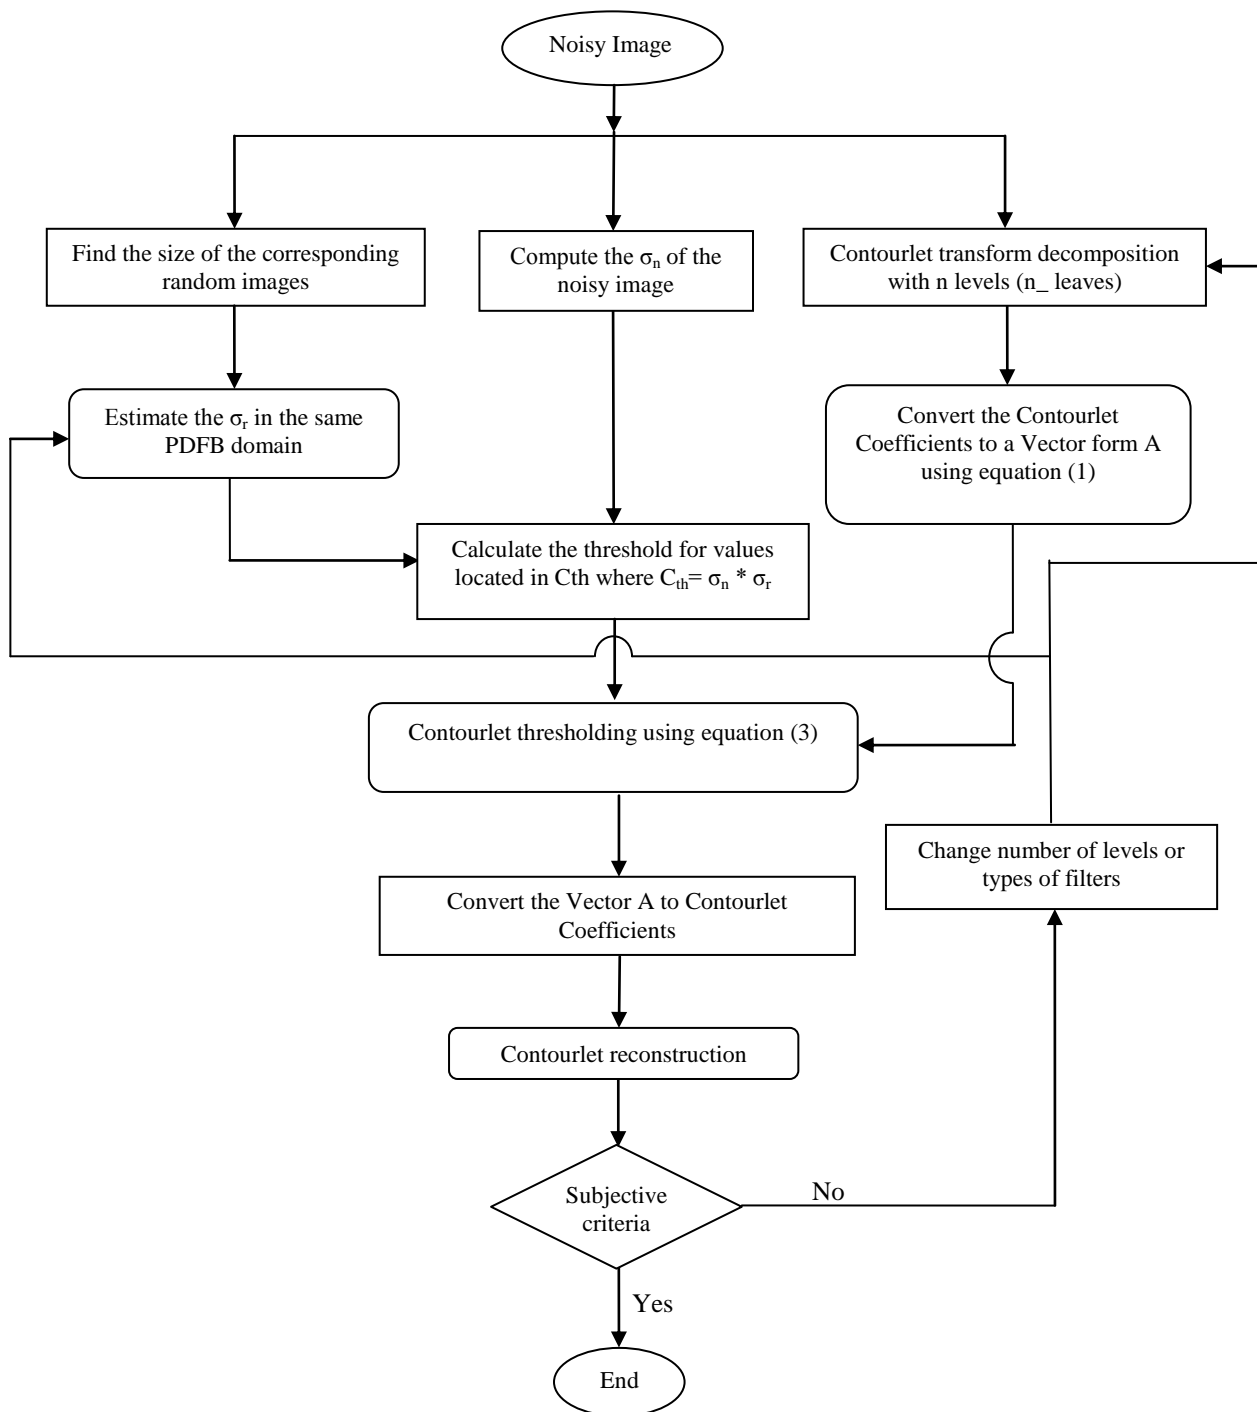 Noisy Image
Find the size of the corresponding
random images
Compute the σₙ of the
noisy image
Contourlet transform decomposition
with n levels (n_ leaves)
Estimate the σᵣ in the same
PDFB domain
Convert the Contourlet
Coefficients to a Vector form A
using equation (1)
Calculate the threshold for values
located in Cth where Cₜₕ= σₙ * σᵣ
Contourlet thresholding using equation (3)
Change number of levels or
types of filters
Convert the Vector A to Contourlet
Coefficients
Contourlet reconstruction
Subjective
criteria
No
Yes
End